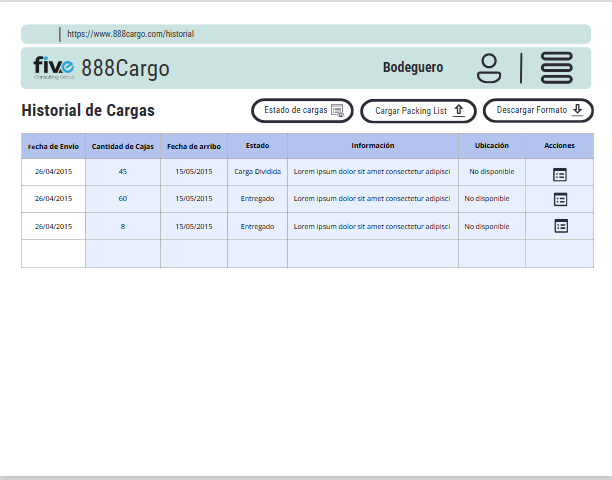 https://www.888cargo.com/historial
five
Consulting Group
888Cargo
Bodeguero
Historial de Cargas
Estado de cargas
Cargar Packing List
Descargar Formato
Fecha de Envío Cantidad de Cajas Fecha de arribo Estado Información Ubicación Acciones
26/04/2015 45 15/05/2015 Carga Dividida Lorem ipsum dolor sit amet consectetur adipisci No disponible
26/04/2015 60 15/05/2015 Entregado Lorem ipsum dolor sit amet consectetur adipisci No disponible
26/04/2015 8 15/05/2015 Entregado Lorem ipsum dolor sit amet consectetur adipisci No disponible